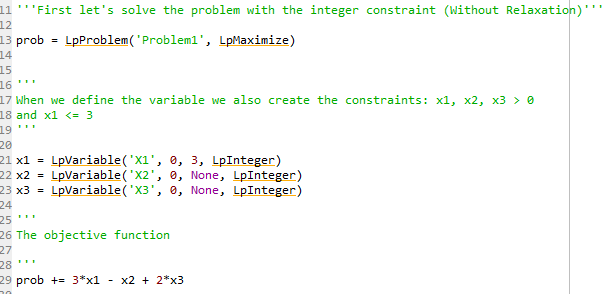 11 '''First let's solve the problem with the integer constraint (Without Relaxation)'''
12
13 prob = LpProblem('Problem1', LpMaximize)
14
15
16 '''
17 When we define the variable we also create the constraints: x1, x2, x3 > 0
18 and x1 <= 3
19 '''
20
21 x1 = LpVariable('X1', 0, 3, LpInteger)
22 x2 = LpVariable('X2', 0, None, LpInteger)
23 x3 = LpVariable('X3', 0, None, LpInteger)
24
25 '''
26 The objective function
27
28 '''
29 prob += 3*x1 - x2 + 2*x3